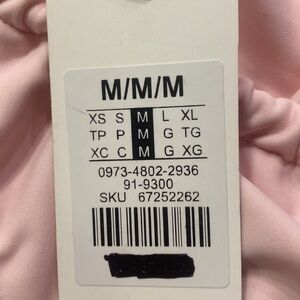 M/M/M
XS S M L XL
TP P M G TG
XC C M G XG
0973-4802-2936
91-9300
SKU 67252262